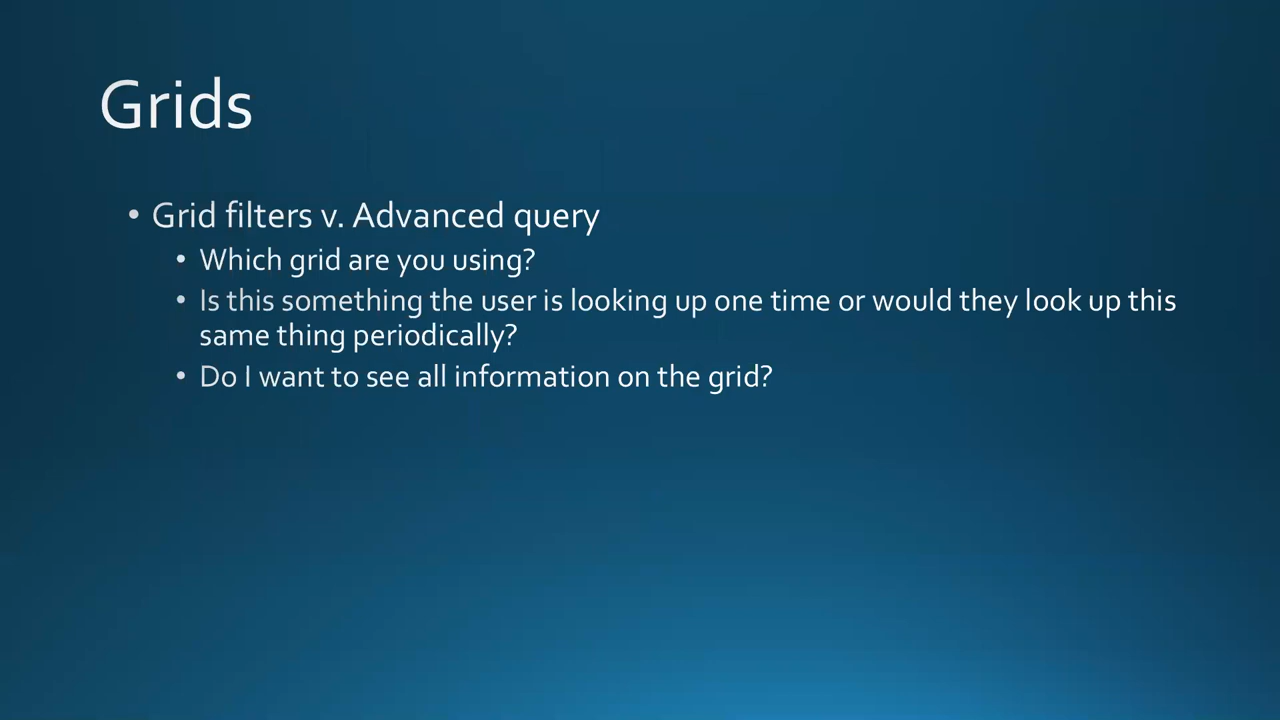 Grids
• Grid filters v. Advanced query
• Which grid are you using?
• Is this something the user is looking up one time or would they look up this
same thing periodically?
• Do I want to see all information on the grid?